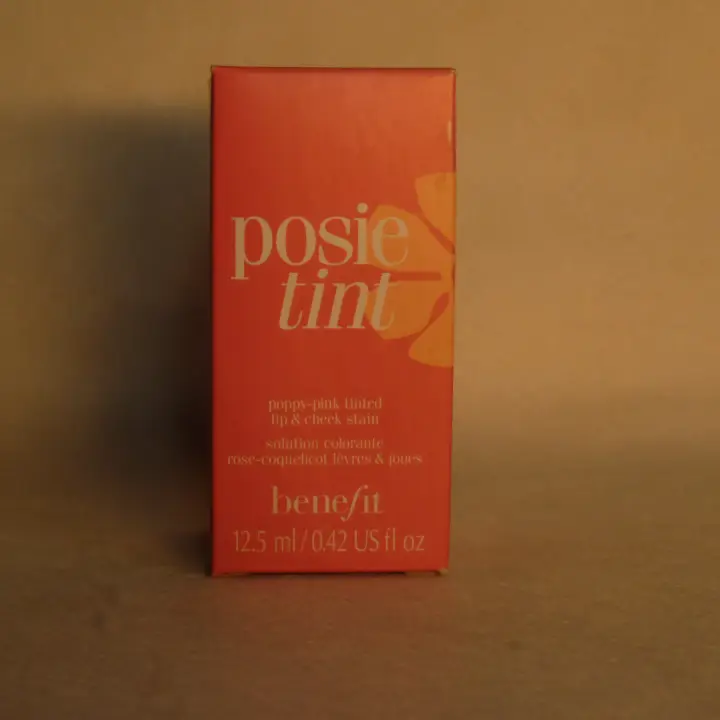 posie
tint
poppy-pink tinted
lip & cheek stain
solution colorante
rose-coquelicot lèvres & joues
benefit
12.5 ml/0.42 US fl oz